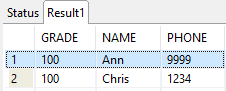 Status Result1
GRADE NAME PHONE
1 100 Ann 9999
2 100 Chris 1234